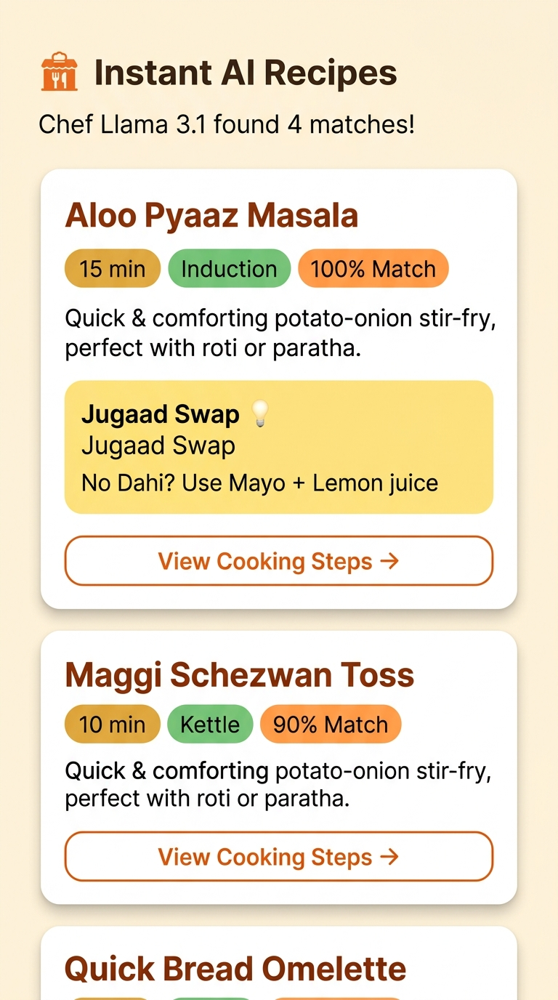 Instant AI Recipes
Chef Llama 3.1 found 4 matches!
Aloo Pyaaz Masala
15 min Induction 100% Match
Quick & comforting potato-onion stir-fry,
perfect with roti or paratha.
Jugaad Swap 💡
Jugaad Swap
No Dahi? Use Mayo + Lemon juice
View Cooking Steps →
Maggi Schezwan Toss
10 min Kettle 90% Match
Quick & comforting potato-onion stir-fry,
perfect with roti or paratha.
View Cooking Steps →
Quick Bread Omelette